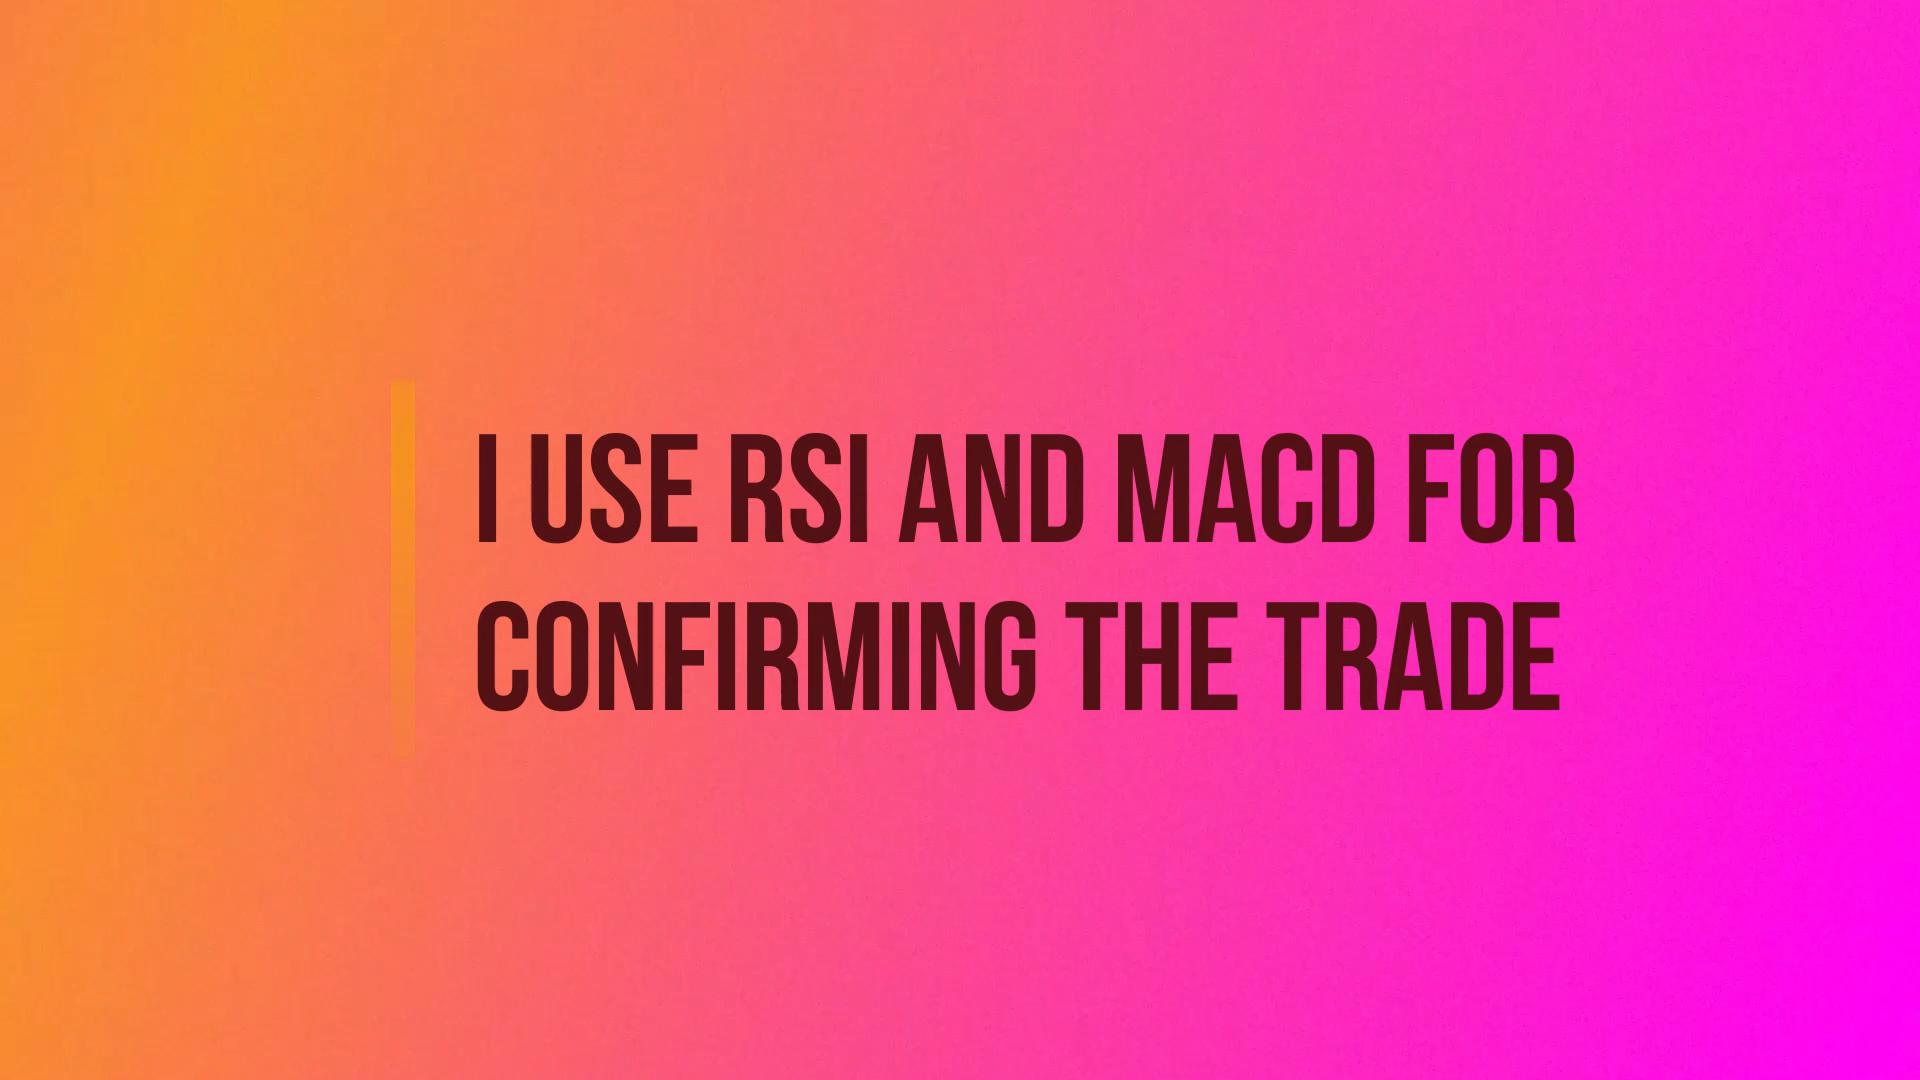 I USE RSI AND MACD FOR
CONFIRMING THE TRADE